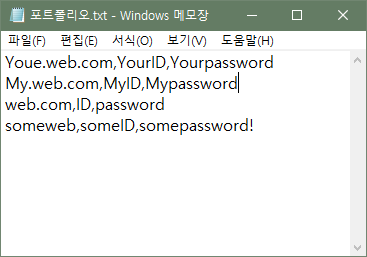 포트폴리오.txt - Windows 메모장
파일(F) 편집(E) 서식(O) 보기(V) 도움말(H)
Youe.web.com,YourID,Yourpassword
My.web.com,MyID,Mypassword
web.com,ID,password
someweb,someID,somepassword!